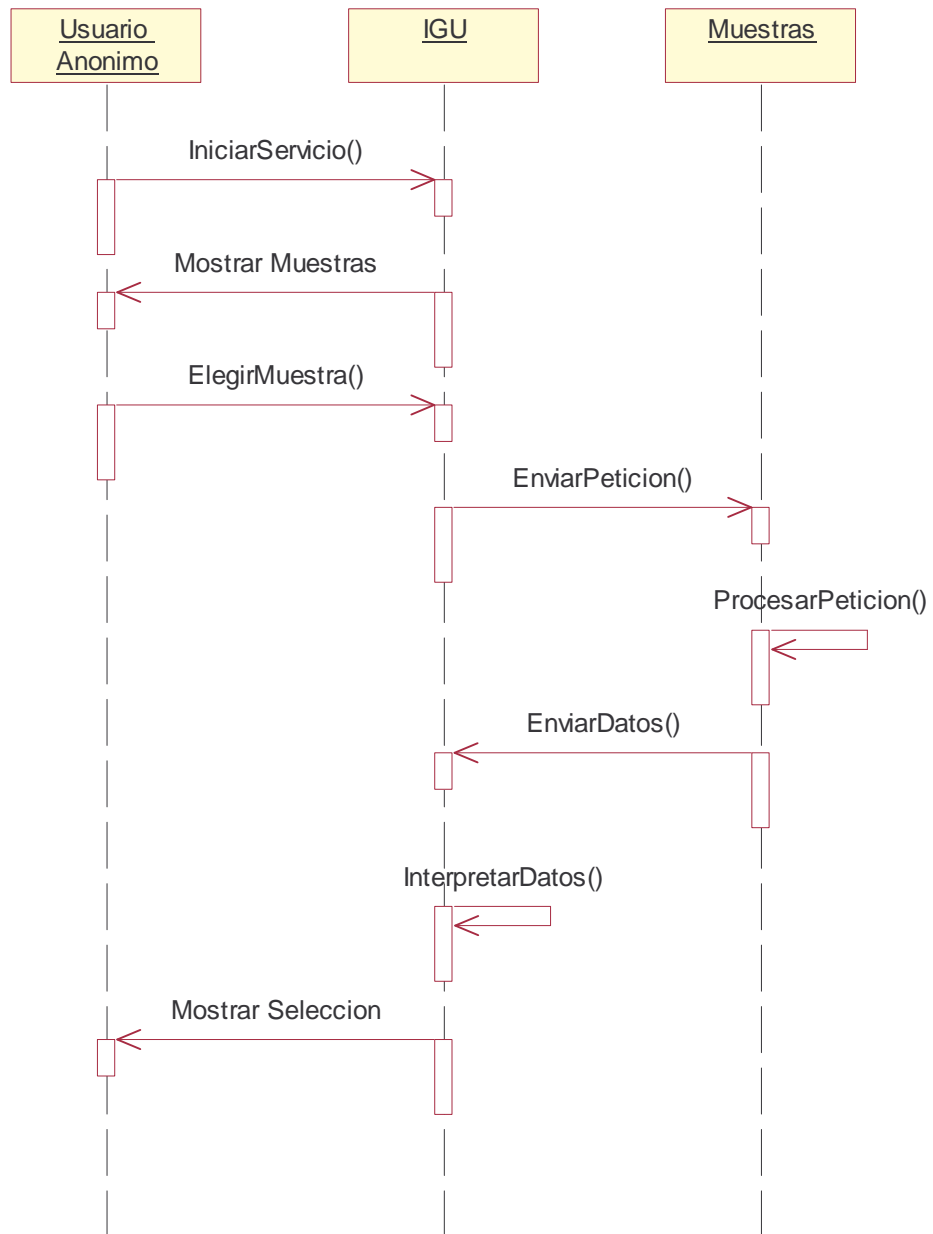 Usuario
Anonimo
IGU
Muestras
IniciarServicio()
Mostrar Muestras
ElegirMuestra()
EnviarPeticion()
ProcesarPeticion()
EnviarDatos()
InterpretarDatos()
Mostrar Seleccion